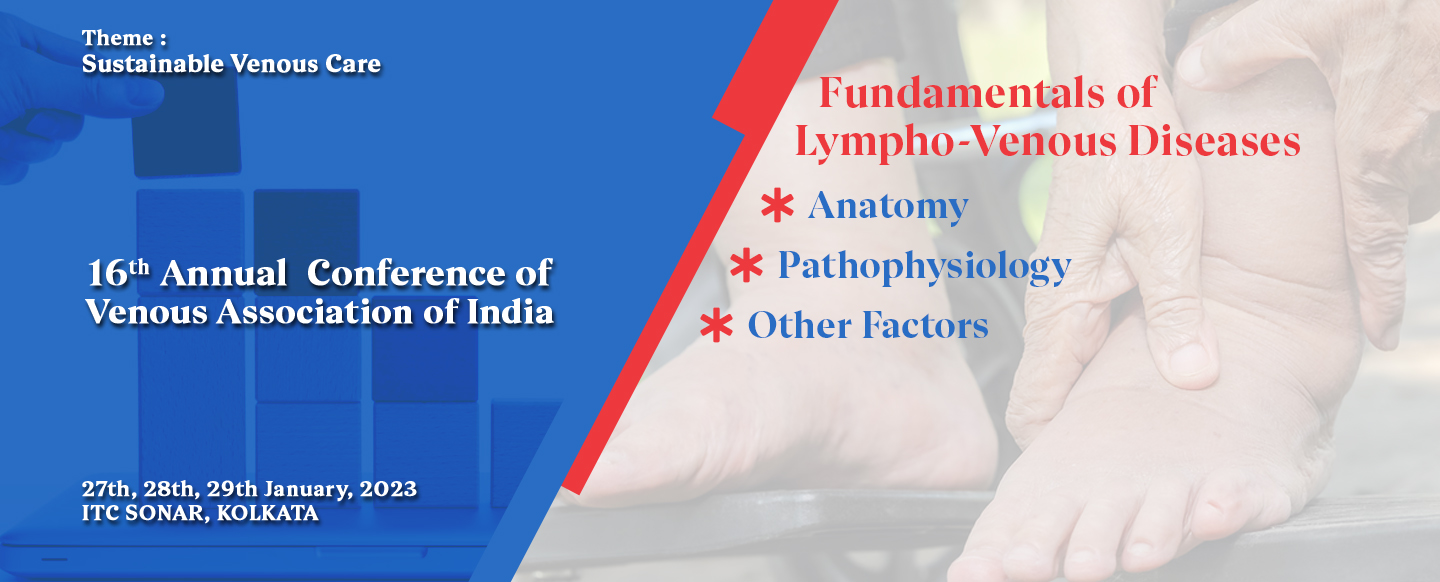 Theme :
Sustainable Venous Care
16th Annual Conference of
Venous Association of India
27th, 28th, 29th January, 2023
ITC SONAR, KOLKATA
Fundamentals of
Lympho-Venous Diseases
* Anatomy
* Pathophysiology
* Other Factors